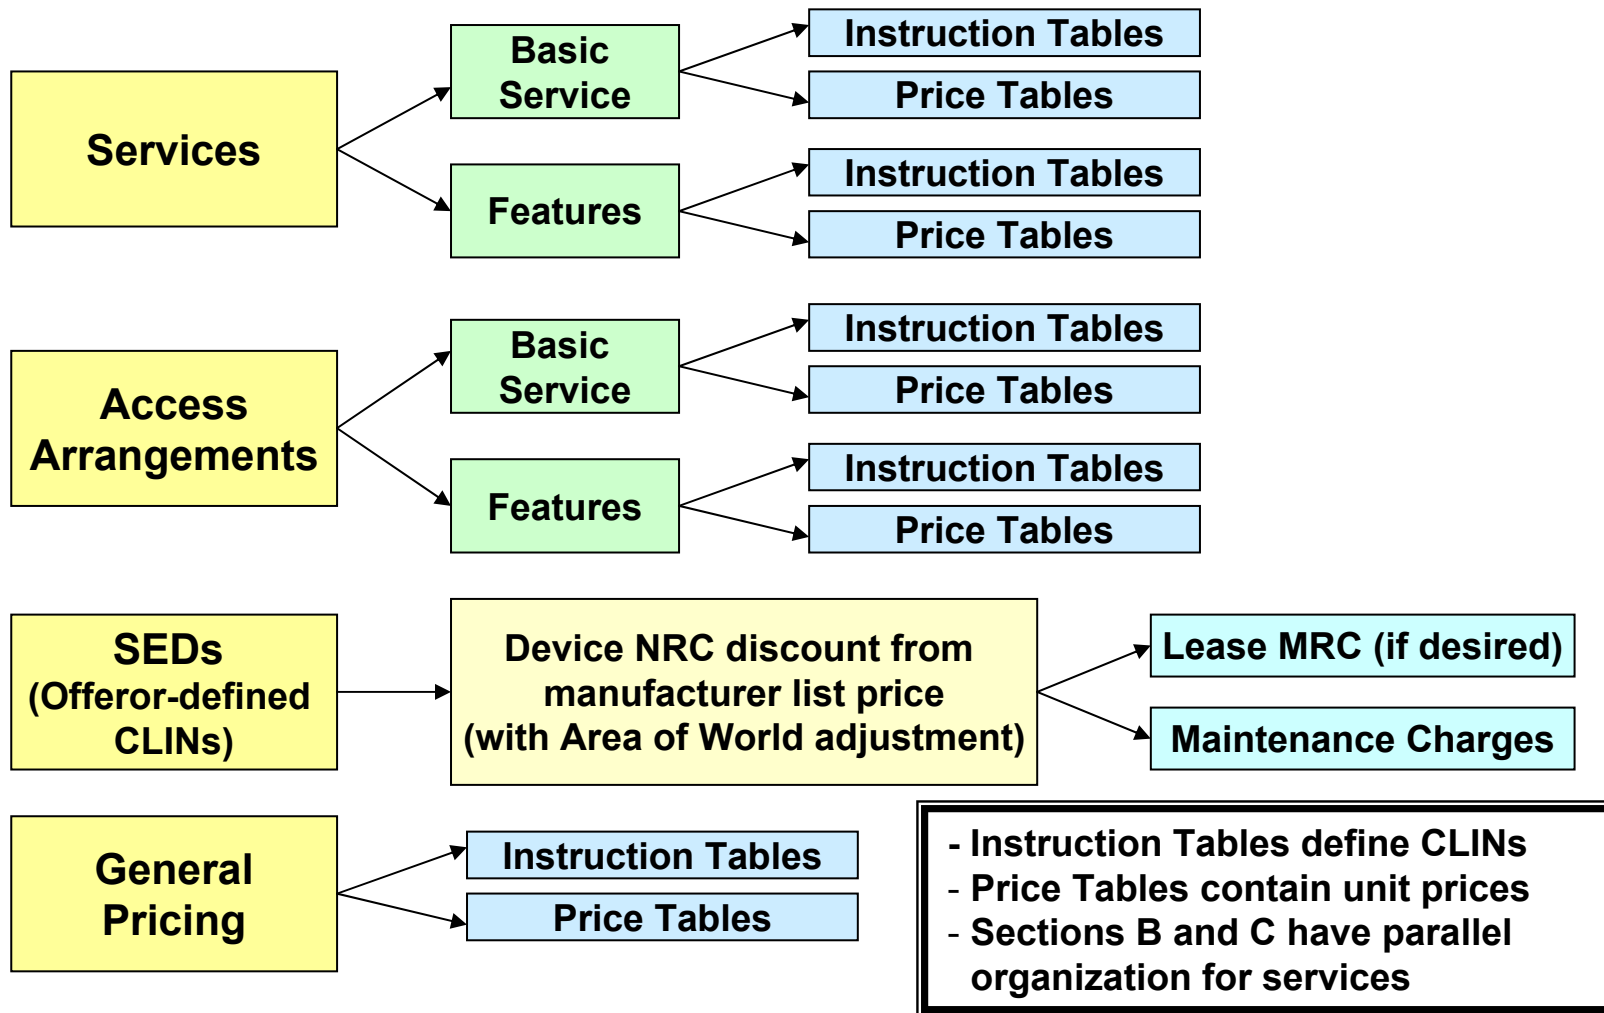 Services
Basic
Service
Instruction Tables
Price Tables
Features
Instruction Tables
Price Tables
Access
Arrangements
Basic
Service
Instruction Tables
Price Tables
Features
Instruction Tables
Price Tables
SEDs
(Offeror-defined
CLINs)
Device NRC discount from
manufacturer list price
(with Area of World adjustment)
Lease MRC (if desired)
Maintenance Charges
General
Pricing
Instruction Tables
Price Tables
- Instruction Tables define CLINs
- Price Tables contain unit prices
- Sections B and C have parallel
organization for services